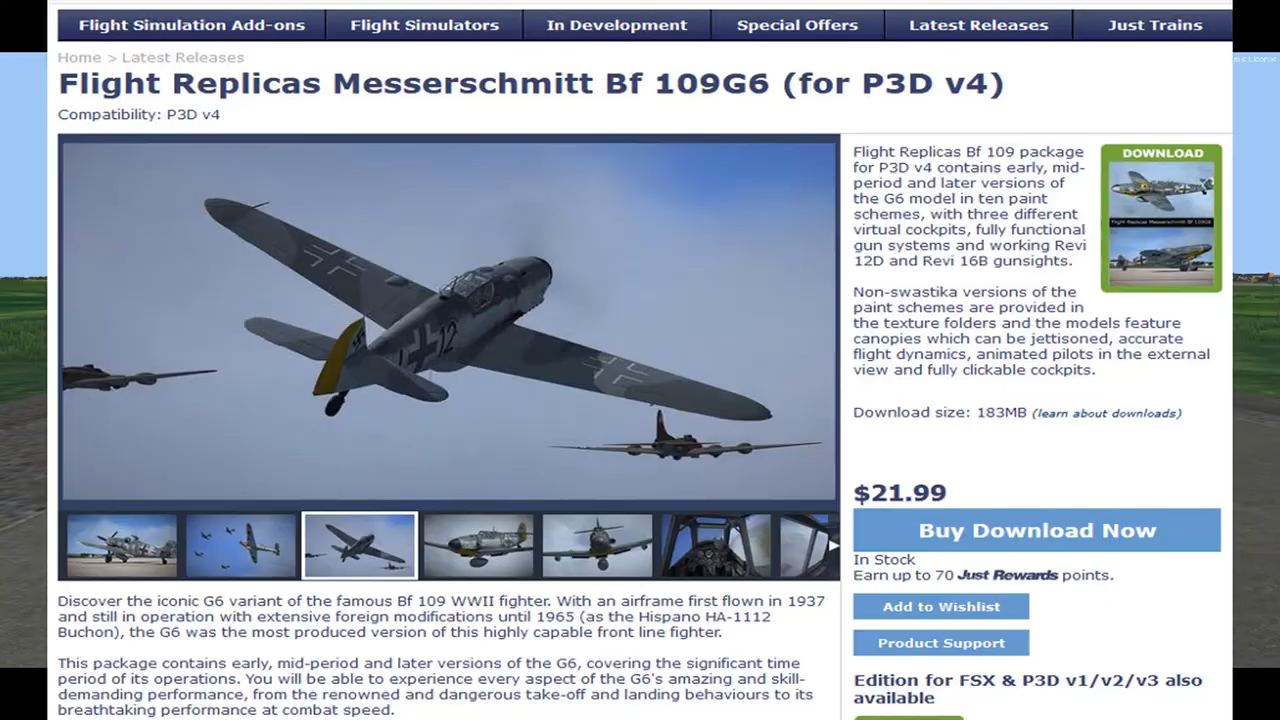 Flight Simulation Add-ons
Flight Simulators
In Development
Special Offers
Latest Releases
Just Trains
Home > Latest Releases
Flight Replicas Messerschmitt Bf 109G6 (for P3D v4)
Compatibility: P3D v4
Flight Replicas Bf 109 package
for P3D v4 contains early, mid-
period and later versions of
the G6 model in ten paint
schemes, with three different
virtual cockpits, fully functional
gun systems and working Revi
12D and Revi 16B gunsights.
DOWNLOAD
Flight Replicas Messerschmitt Bf 109G6
Non-swastika versions of the
paint schemes are provided in
the texture folders and the models feature
canopies which can be jettisoned, accurate
flight dynamics, animated pilots in the external
view and fully clickable cockpits.
Download size: 183MB (learn about downloads)
12
$21.99
Buy Download Now
In Stock
Earn up to 70 Just Rewards points.
Add to Wishlist
Product Support
Edition for FSX & P3D v1/v2/v3 also
available
Discover the iconic G6 variant of the famous Bf 109 WWII fighter. With an airframe first flown in 1937
and still in operation with extensive foreign modifications until 1965 (as the Hispano HA-1112
Buchon), the G6 was the most produced version of this highly capable front line fighter.
This package contains early, mid-period and later versions of the G6, covering the significant time
period of its operations. You will be able to experience every aspect of the G6's amazing and skill-
demanding performance, from the renowned and dangerous take-off and landing behaviours to its
breathtaking performance at combat speed.